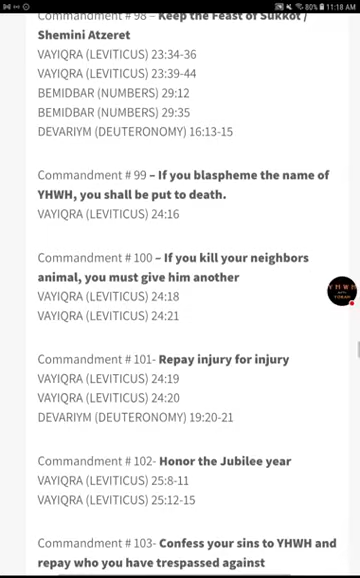 80% 11:18 AM
Commandment # 98 – Keep the Feast of Sukkot /
Shemini Atzeret
VAYIQRA (LEVITICUS) 23:34-36
VAYIQRA (LEVITICUS) 23:39-44
BEMIDBAR (NUMBERS) 29:12
BEMIDBAR (NUMBERS) 29:35
DEVARIYM (DEUTERONOMY) 16:13-15
Commandment # 99 – If you blaspheme the name of
YHWH, you shall be put to death.
VAYIQRA (LEVITICUS) 24:16
Commandment # 100 – If you kill your neighbors
animal, you must give him another
VAYIQRA (LEVITICUS) 24:18
VAYIQRA (LEVITICUS) 24:21
Commandment # 101- Repay injury for injury
VAYIQRA (LEVITICUS) 24:19
VAYIQRA (LEVITICUS) 24:20
DEVARIYM (DEUTERONOMY) 19:20-21
YHWH
Commandment # 102- Honor the Jubilee year
VAYIQRA (LEVITICUS) 25:8-11
VAYIQRA (LEVITICUS) 25:12-15
Commandment # 103- Confess your sins to YHWH and
repay who you have trespassed against